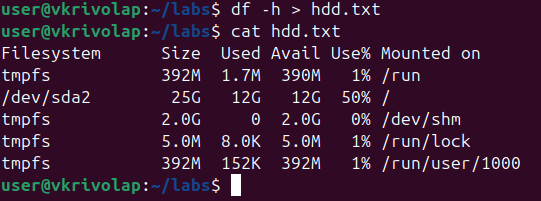 user@vkrivolap:~/labs$ df -h > hdd.txt
user@vkrivolap:~/labs$ cat hdd.txt
Filesystem      Size  Used Avail Use% Mounted on
tmpfs           392M  1.7M  390M   1% /run
/dev/sda2        25G   12G   12G  50% /
tmpfs           2.0G     0  2.0G   0% /dev/shm
tmpfs           5.0M  8.0K  5.0M   1% /run/lock
tmpfs           392M  152K  392M   1% /run/user/1000
user@vkrivolap:~/labs$